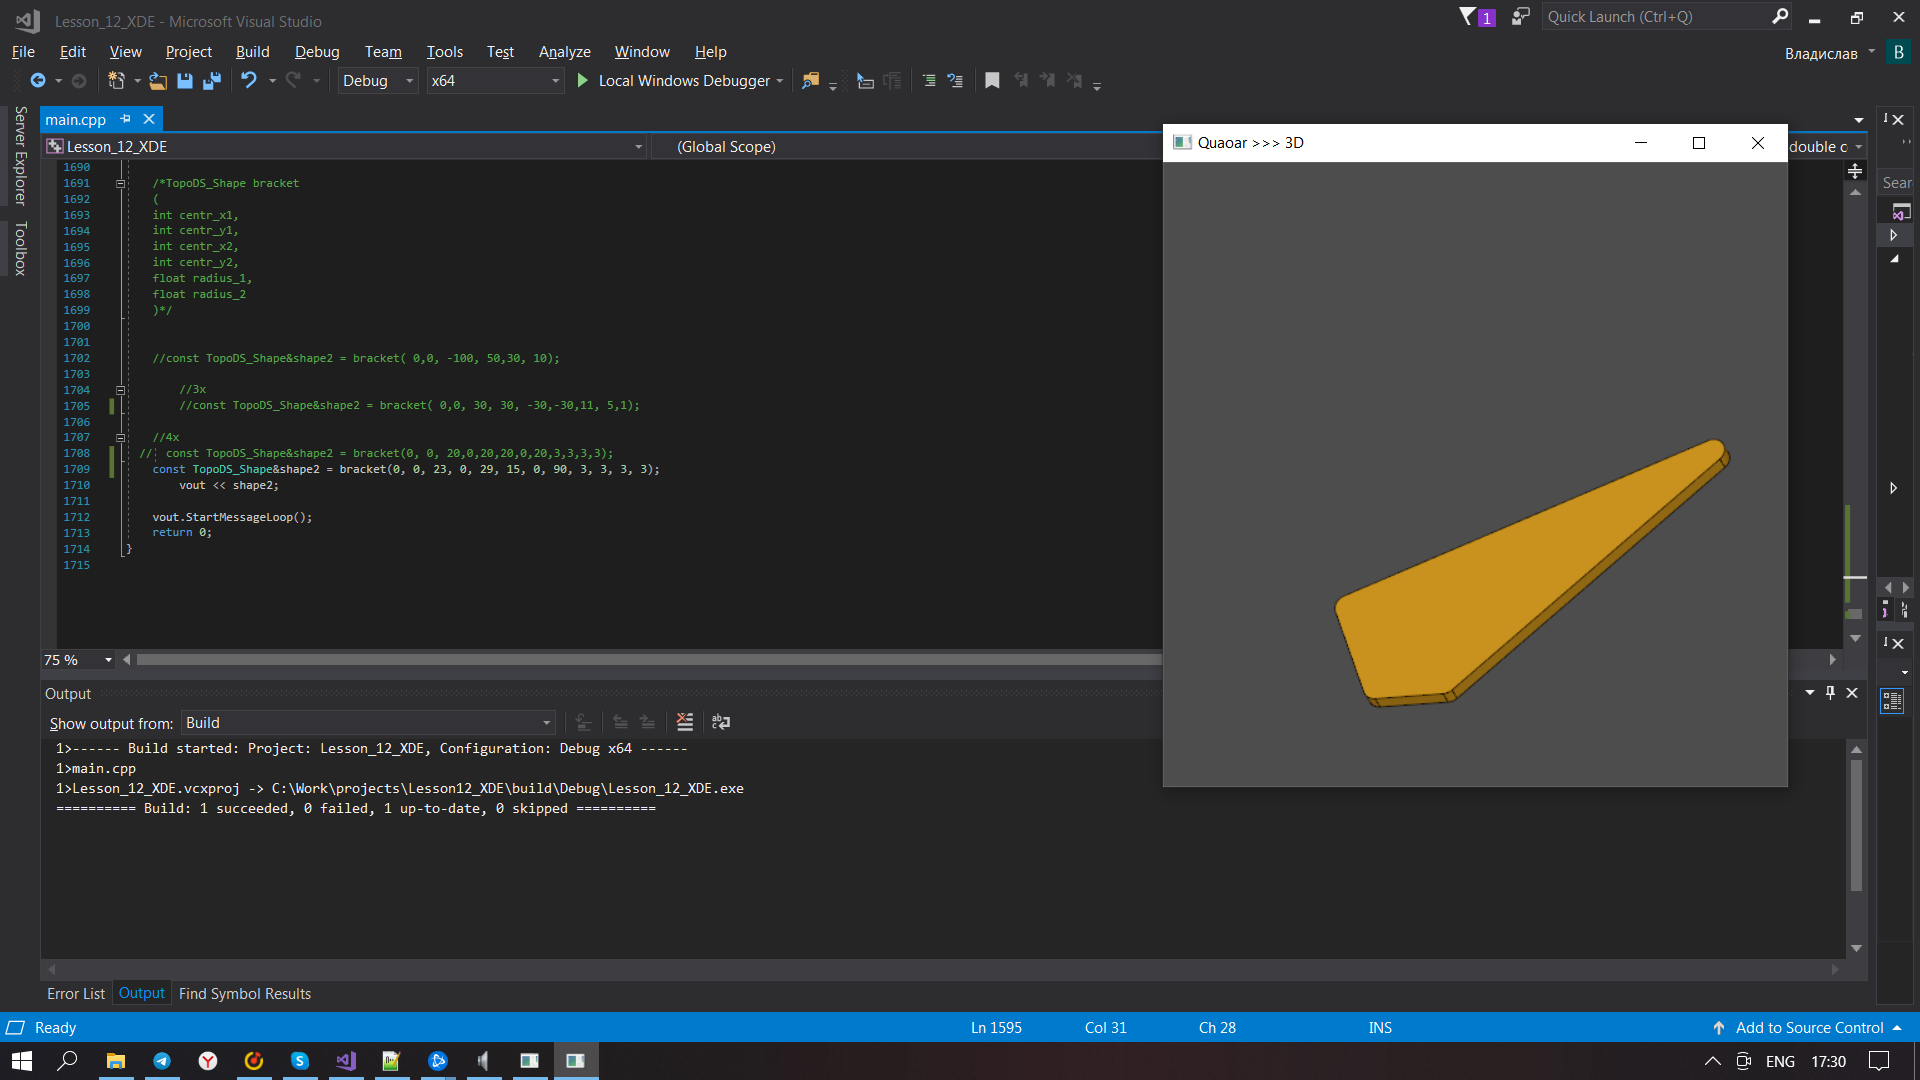 Lesson_12_XDE - Microsoft Visual Studio
1
Quick Launch (Ctrl+Q)
File Edit View Project Build Debug Team Tools Test Analyze Window Help
Владислав
B
Debug
x64
Local Windows Debugger
Server Explorer
Toolbox
main.cpp
Lesson_12_XDE
(Global Scope)
double c
Sear
1690
1691 /*TopoDS_Shape bracket
1692 (
1693 int centr_x1,
1694 int centr_y1,
1695 int centr_x2,
1696 int centr_y2,
1697 float radius_1,
1698 float radius_2
1699 )*/
1700
1701
1702 //const TopoDS_Shape&shape2 = bracket( 0,0, -100, 50,30, 10);
1703
1704 //3x
1705 //const TopoDS_Shape&shape2 = bracket( 0,0, 30, 30, -30,-30,11, 5,1);
1706
1707 //4x
1708 // const TopoDS_Shape&shape2 = bracket(0, 0, 20,0,20,20,0,20,3,3,3,3);
1709 const TopoDS_Shape&shape2 = bracket(0, 0, 23, 0, 29, 15, 0, 90, 3, 3, 3, 3);
1710 vout << shape2;
1711
1712 vout.StartMessageLoop();
1713 return 0;
1714 }
1715
75 %
Quaoar >>> 3D
Output
Show output from: Build
1>------ Build started: Project: Lesson_12_XDE, Configuration: Debug x64 ------
1>main.cpp
1>Lesson_12_XDE.vcxproj -> C:\Work\projects\Lesson12_XDE\build\Debug\Lesson_12_XDE.exe
========== Build: 1 succeeded, 0 failed, 1 up-to-date, 0 skipped ==========
Error List Output Find Symbol Results
Ready
Ln 1595 Col 31 Ch 28 INS
Add to Source Control
ENG 17:30